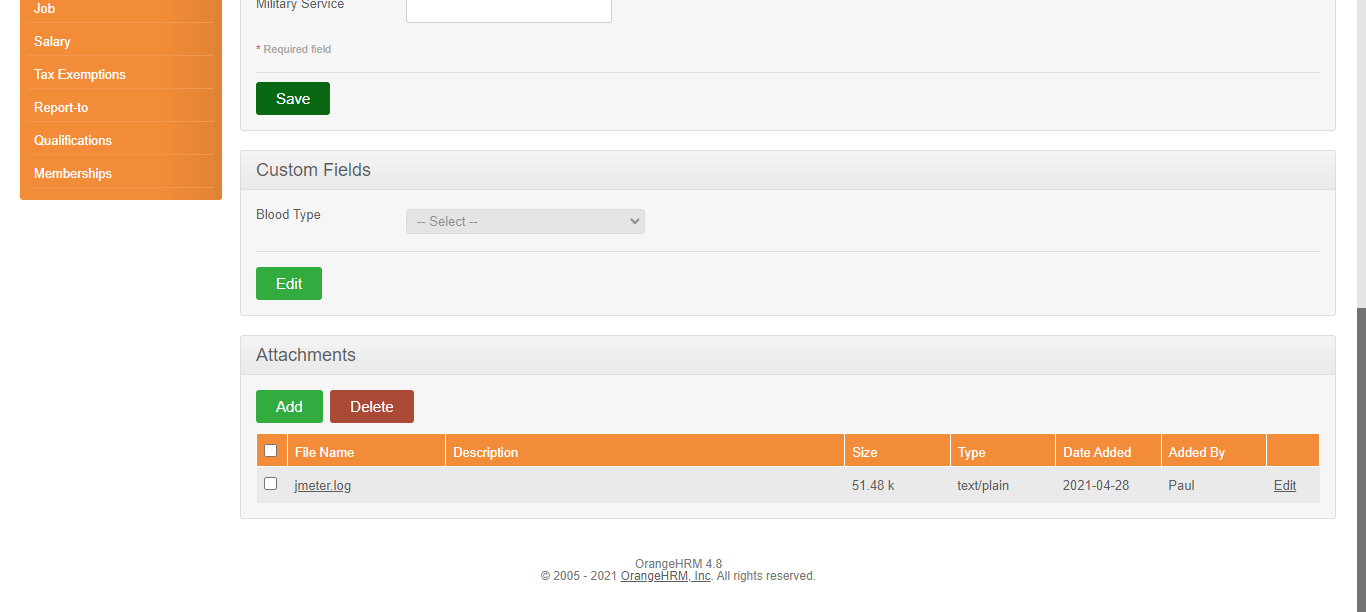 Job
Salary
Tax Exemptions
Report-to
Qualifications
Memberships
Military Service
* Required field
Save
Custom Fields
Blood Type
-- Select --
Edit
Attachments
Add Delete
File Name Description Size Type Date Added Added By
jmeter.log 51.48 k text/plain 2021-04-28 Paul Edit
OrangeHRM 4.8
© 2005 - 2021 OrangeHRM, Inc. All rights reserved.